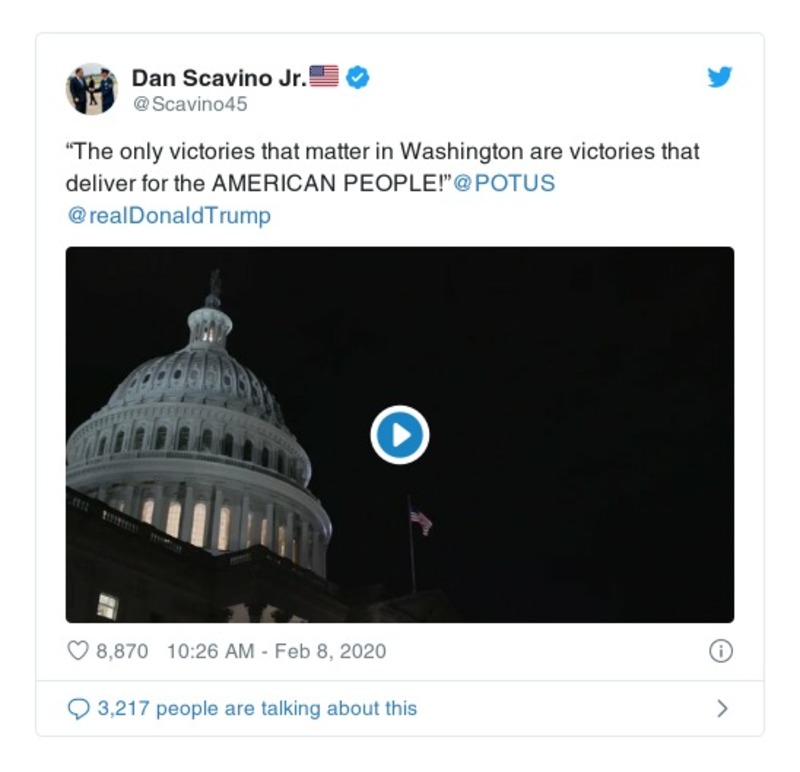 Dan Scavino Jr.🇺🇸
@Scavino45
“The only victories that matter in Washington are victories that
deliver for the AMERICAN PEOPLE!”@POTUS
@realDonaldTrump
8,870 10:26 AM - Feb 8, 2020
3,217 people are talking about this